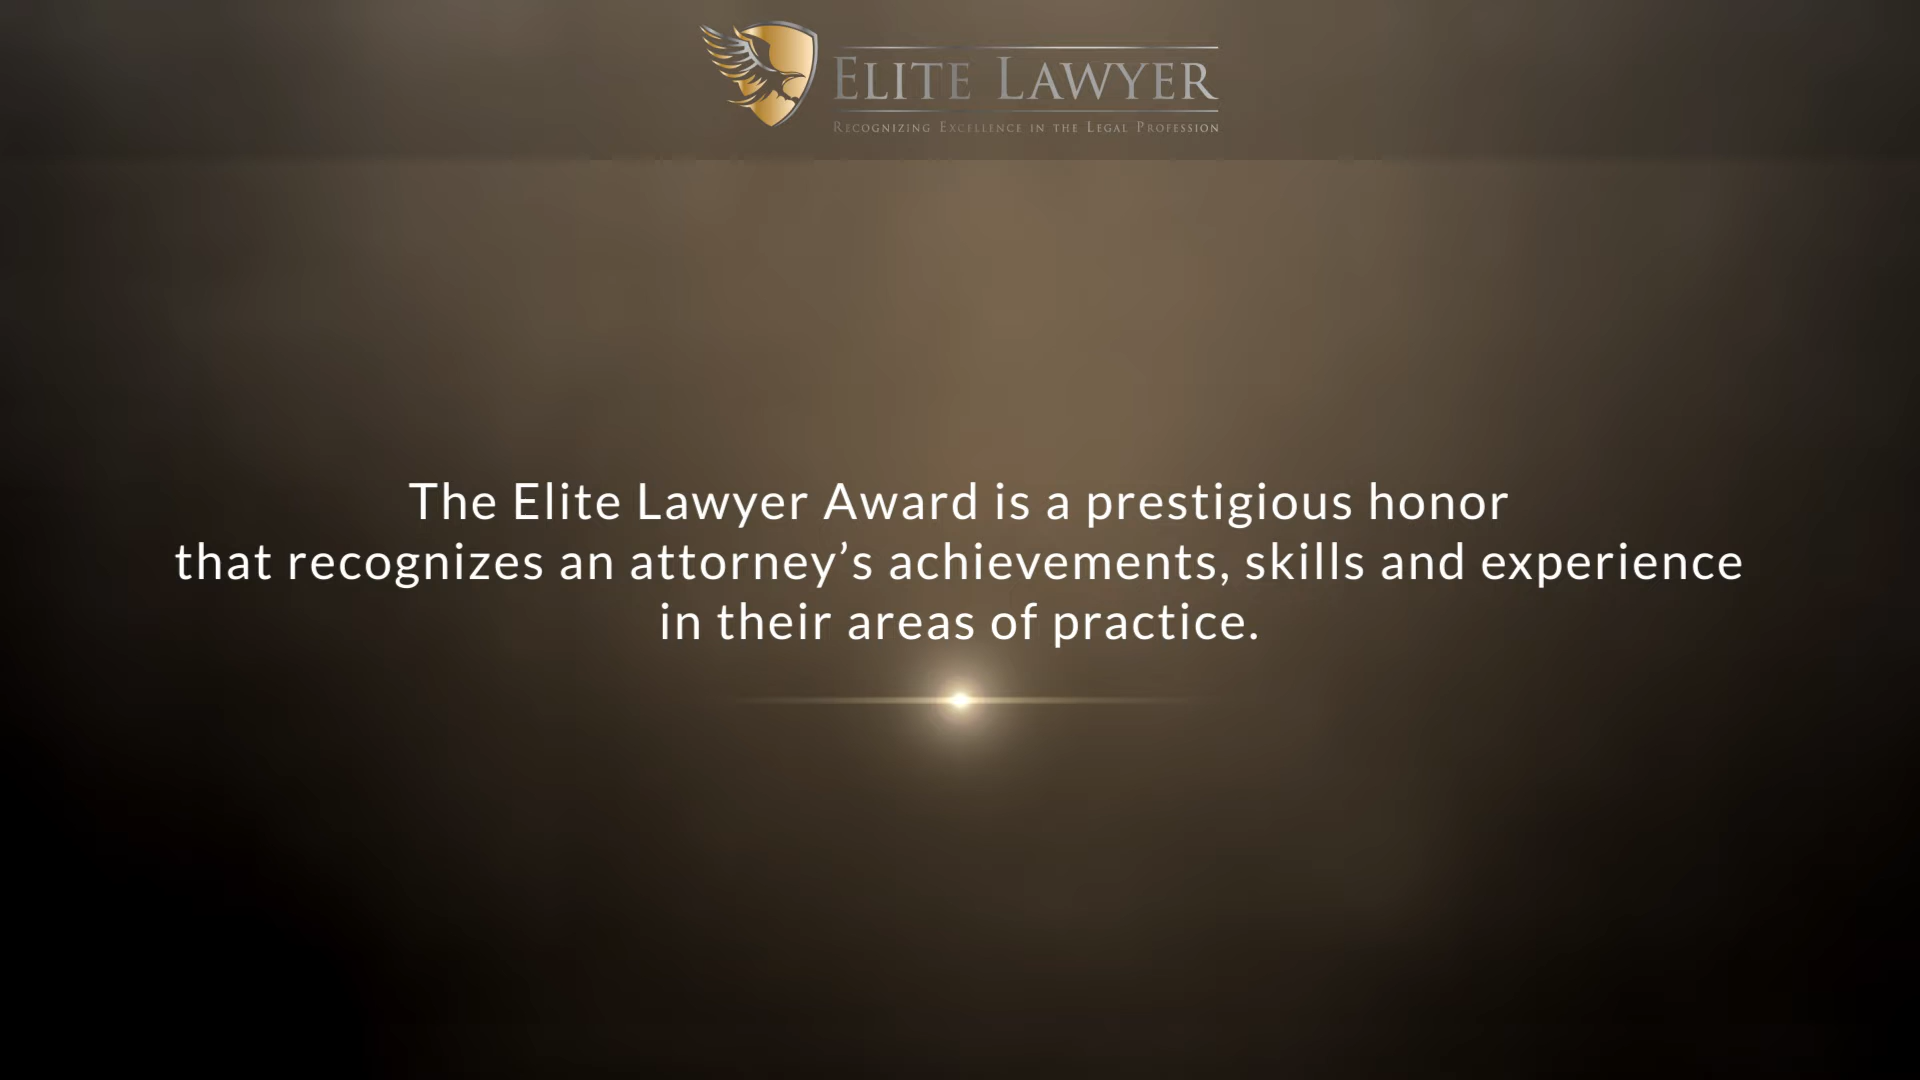 ELITE LAWYER
RECOGNIZING EXCELLENCE IN THE LEGAL PROFESSION
The Elite Lawyer Award is a prestigious honor
that recognizes an attorney’s achievements, skills and experience
in their areas of practice.